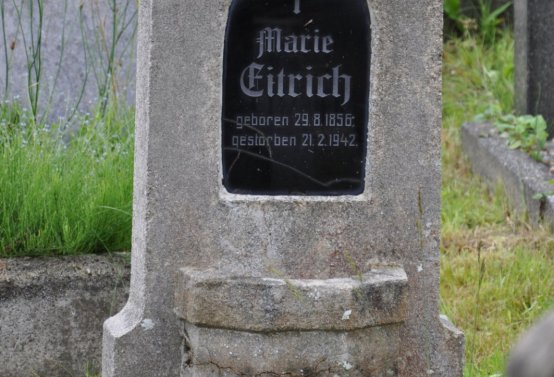 Marie
Eitrich
geboren 29.8.1856.
gestorben 21.2.1942.